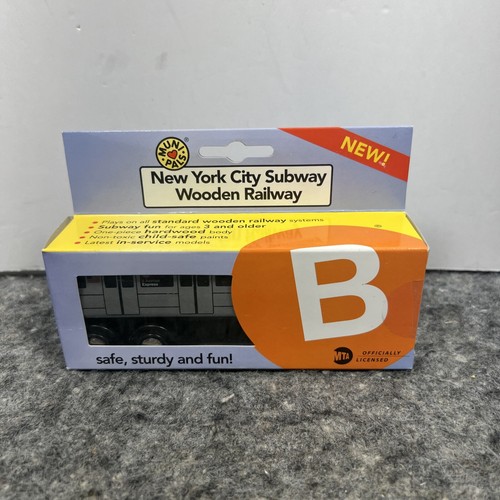 MUNI PALS®
NEW!
New York City Subway
Wooden Railway
• Plays on all standard wooden railway systems
• Subway fun for ages 3 and older
• One-piece hardwood body
• Non-toxic child-safe paints
• Latest in-service models
Express
B
safe, sturdy and fun!
MTA OFFICIALLY
LICENSED